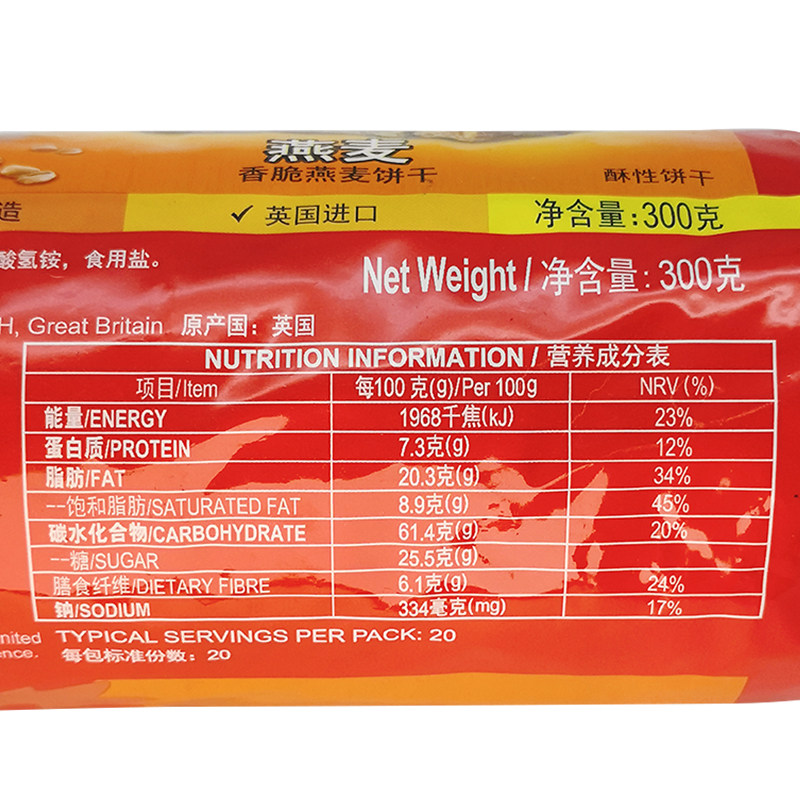 燕麦
香脆燕麦饼干
酥性饼干
造
✓ 英国进口
净含量:300克
酸氢铵，食用盐。
Net Weight / 净含量: 300克
H, Great Britain 原产国：英国
NUTRITION INFORMATION / 营养成分表
项目/Item 每100 克(g)/Per 100g NRV (%)
能量/ENERGY 1968千焦(kJ) 23%
蛋白质/PROTEIN 7.3克(g) 12%
脂肪/FAT 20.3克(g) 34%
--饱和脂肪/SATURATED FAT 8.9克(g) 45%
碳水化合物/CARBOHYDRATE 61.4克(g) 20%
--糖/SUGAR 25.5克(g)
膳食纤维/DIETARY FIBRE 6.1克(g) 24%
钠/SODIUM 334毫克(mg) 17%
nited TYPICAL SERVINGS PER PACK: 20
ence. 每包标准份数：20